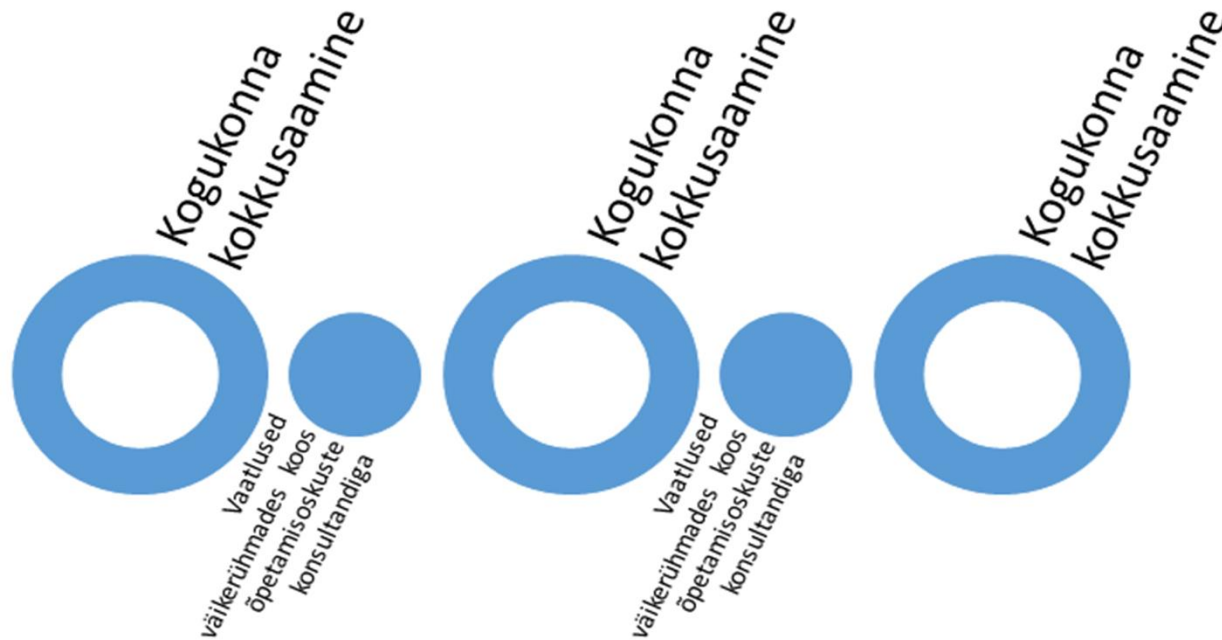 Kogukonna
kokkusaamine
Vaatlused
väikerühmades koos
õpetamisoskuste
konsultandiga
Kogukonna
kokkusaamine
Vaatlused
väikerühmades koos
õpetamisoskuste
konsultandiga
Kogukonna
kokkusaamine